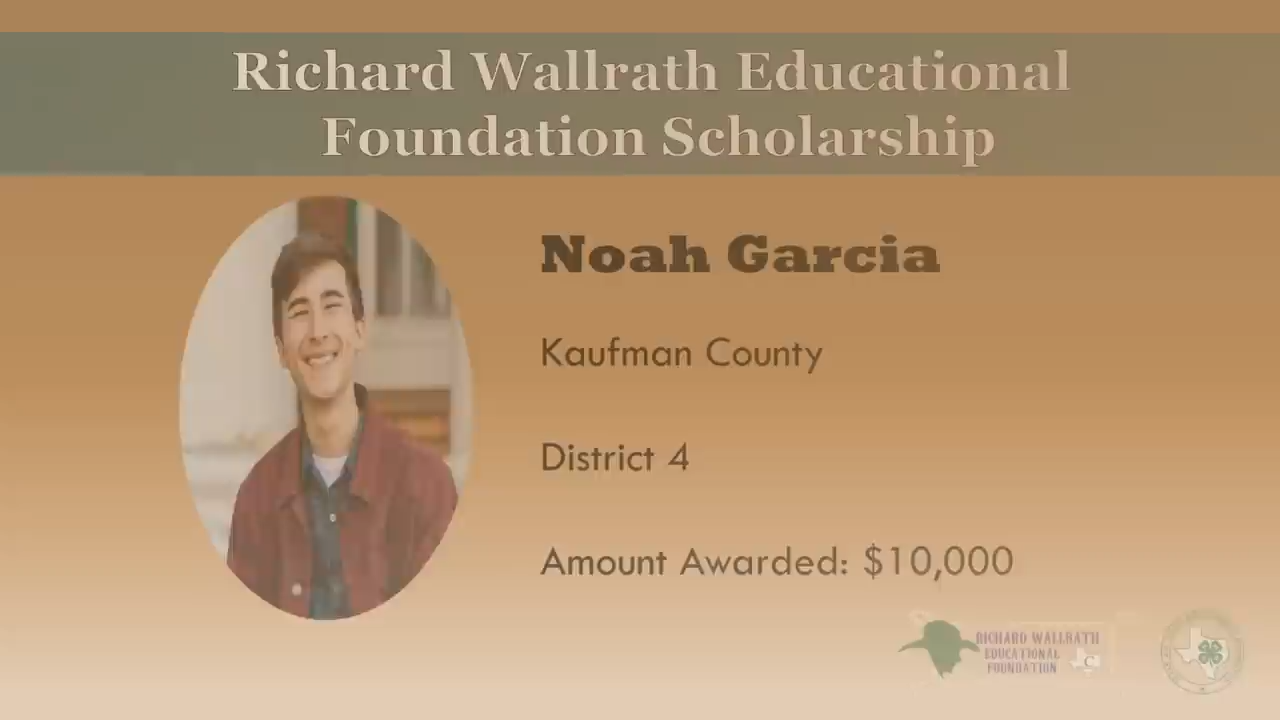 Richard Wallrath Educational
Foundation Scholarship
Noah Garcia
Kaufman County
District 4
Amount Awarded: $10,000
RICHARD WALLRATH
EDUCATIONAL
FOUNDATION
C